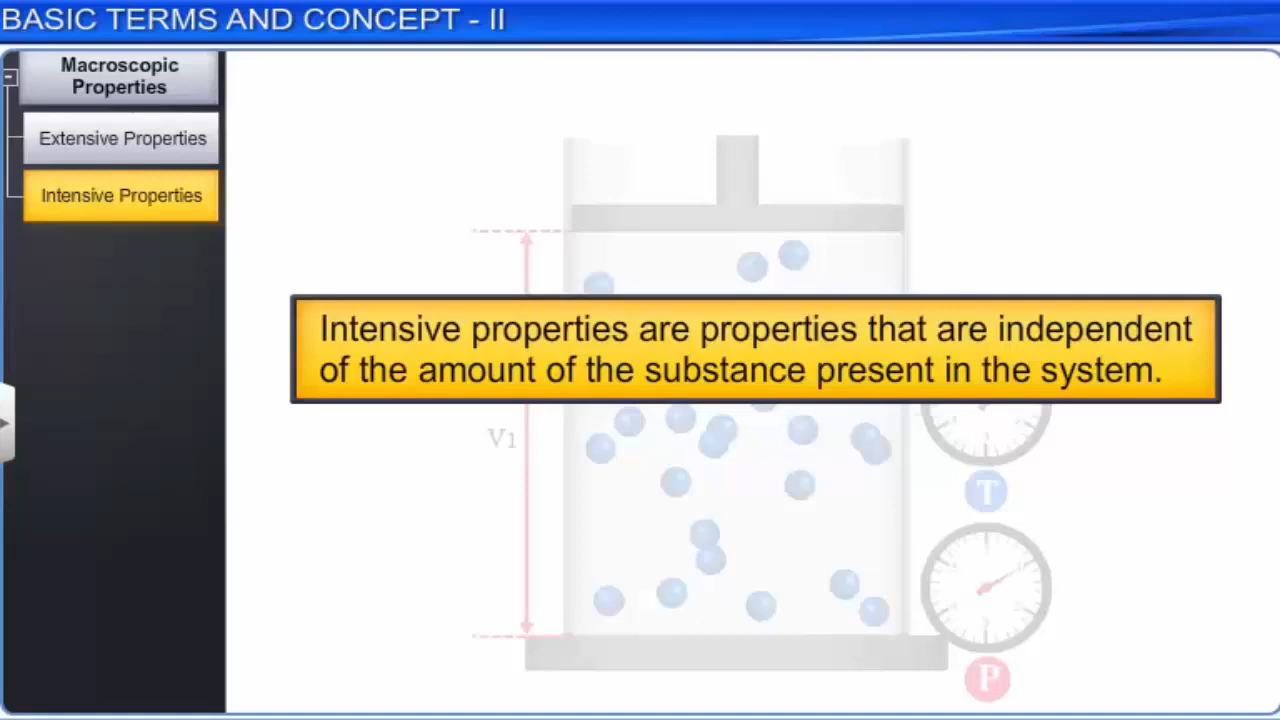 BASIC TERMS AND CONCEPT - II
Macroscopic
Properties
Extensive Properties
Intensive Properties
Intensive properties are properties that are independent
of the amount of the substance present in the system.
V1
T
P